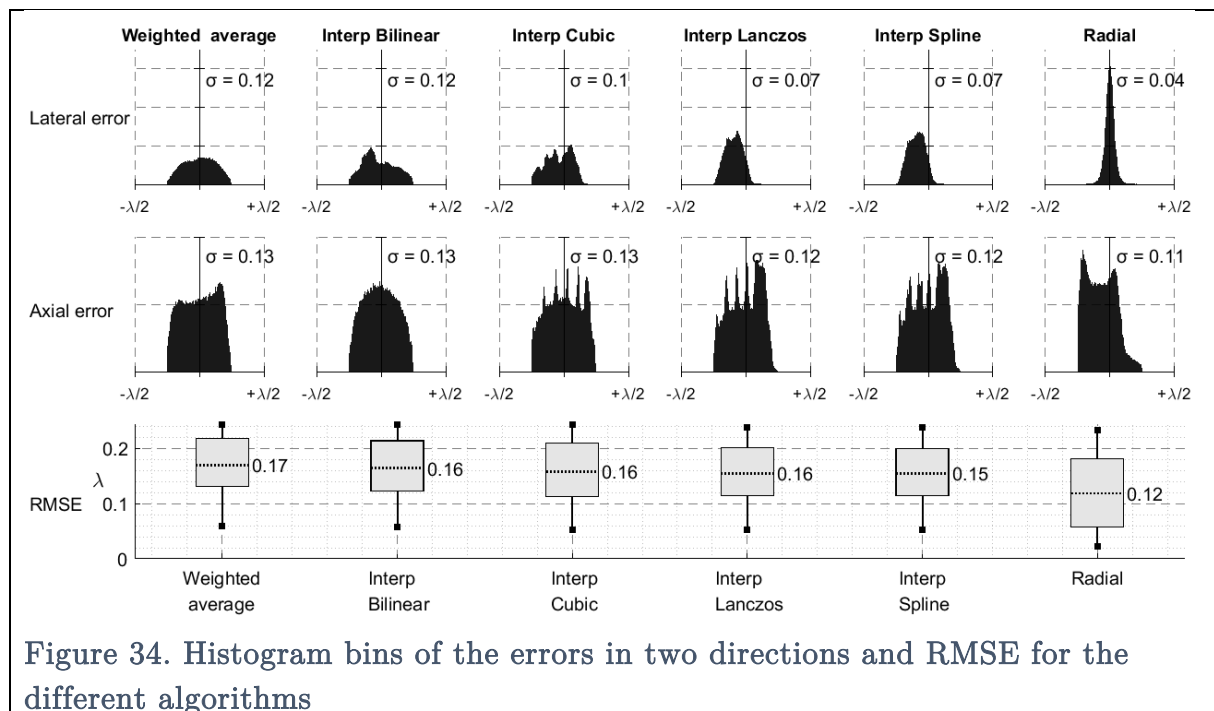 Weighted average Interp Bilinear Interp Cubic Interp Lanczos Interp Spline Radial
Lateral error σ = 0.12 σ = 0.12 σ = 0.1 σ = 0.07 σ = 0.07 σ = 0.04
-λ/2 +λ/2 -λ/2 +λ/2 -λ/2 +λ/2 -λ/2 +λ/2 -λ/2 +λ/2 -λ/2 +λ/2
Axial error σ = 0.13 σ = 0.13 σ = 0.13 σ = 0.12 σ = 0.12 σ = 0.11
-λ/2 +λ/2 -λ/2 +λ/2 -λ/2 +λ/2 -λ/2 +λ/2 -λ/2 +λ/2 -λ/2 +λ/2
0.2
0.17 0.16 0.16 0.16 0.15 0.12
λ
RMSE 0.1
0
Weighted Interp Interp Interp Interp Radial
average Bilinear Cubic Lanczos Spline
Figure 34. Histogram bins of the errors in two directions and RMSE for the
different algorithms